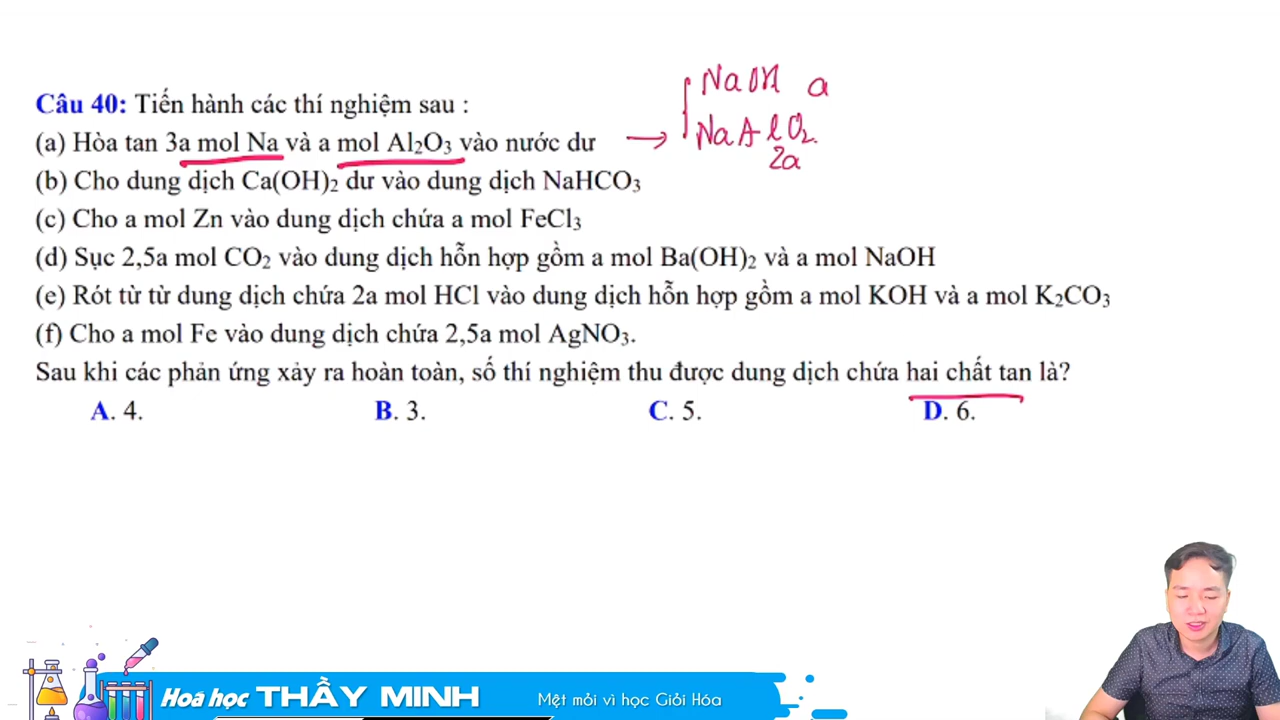 NaOH a
Câu 40: Tiến hành các thí nghiệm sau :
(a) Hòa tan 3a mol Na và a mol Al₂O₃ vào nước dư → NaAlO₂
2a
(b) Cho dung dịch Ca(OH)₂ dư vào dung dịch NaHCO₃
(c) Cho a mol Zn vào dung dịch chứa a mol FeCl₃
(d) Sục 2,5a mol CO₂ vào dung dịch hỗn hợp gồm a mol Ba(OH)₂ và a mol NaOH
(e) Rót từ từ dung dịch chứa 2a mol HCl vào dung dịch hỗn hợp gồm a mol KOH và a mol K₂CO₃
(f) Cho a mol Fe vào dung dịch chứa 2,5a mol AgNO₃.
Sau khi các phản ứng xảy ra hoàn toàn, số thí nghiệm thu được dung dịch chứa hai chất tan là?
A. 4. B. 3. C. 5. D. 6.
Hoá học THẦY MINH Mệt mỏi vì học Giỏi Hóa